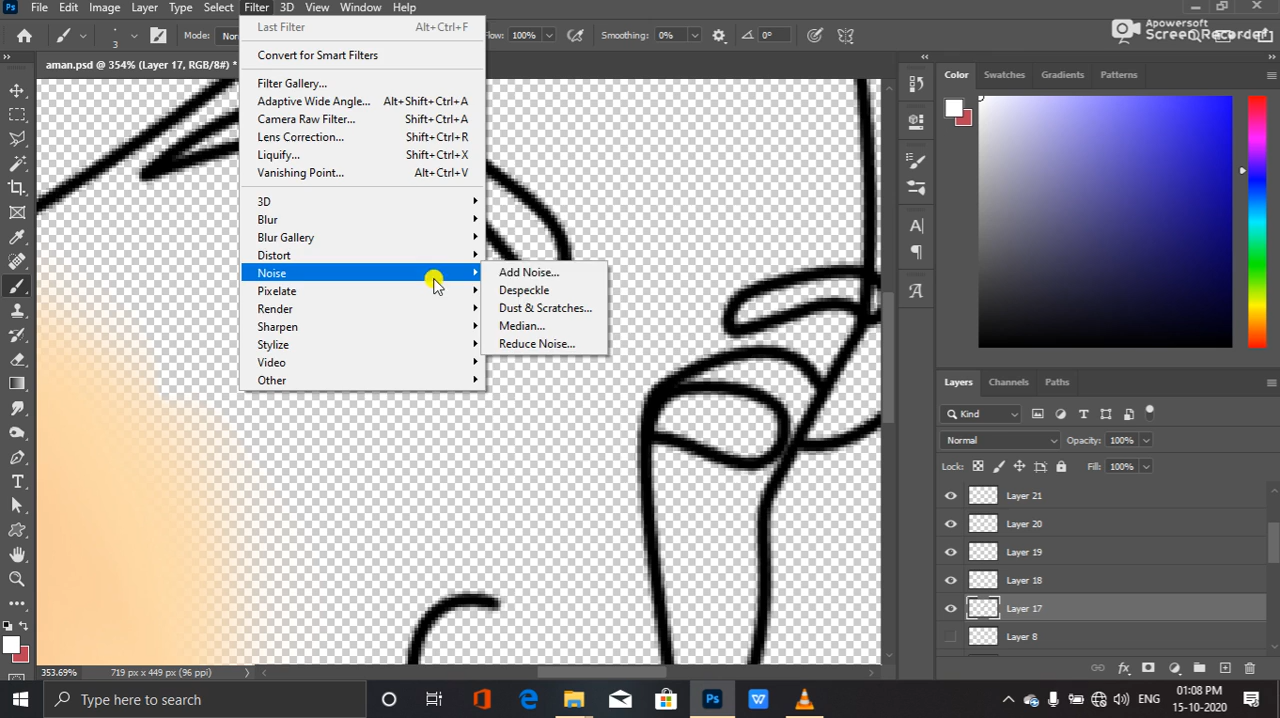 Ps File Edit Image Layer Type Select Filter 3D View Window Help
3 Mode: Nor Flow: 100% Smoothing: 0% 0°
Apowersoft
Screen Recorder
aman.psd @ 354% (Layer 17, RGB/8#) *
Last Filter Alt+Ctrl+F
Convert for Smart Filters
Filter Gallery...
Adaptive Wide Angle... Alt+Shift+Ctrl+A
Camera Raw Filter... Shift+Ctrl+A
Lens Correction... Shift+Ctrl+R
Liquify... Shift+Ctrl+X
Vanishing Point... Alt+Ctrl+V
3D
Blur
Blur Gallery
Distort
Noise
Pixelate
Render
Sharpen
Stylize
Video
Other
Add Noise...
Despeckle
Dust & Scratches...
Median...
Reduce Noise...
Color Swatches Gradients Patterns
Layers Channels Paths
Kind
Normal Opacity: 100%
Lock: Fill: 100%
Layer 21
Layer 20
Layer 19
Layer 18
Layer 17
Layer 8
fx
353.69% 719 px x 449 px (96 ppi)
Type here to search
Ps
ENG
01:08 PM
15-10-2020